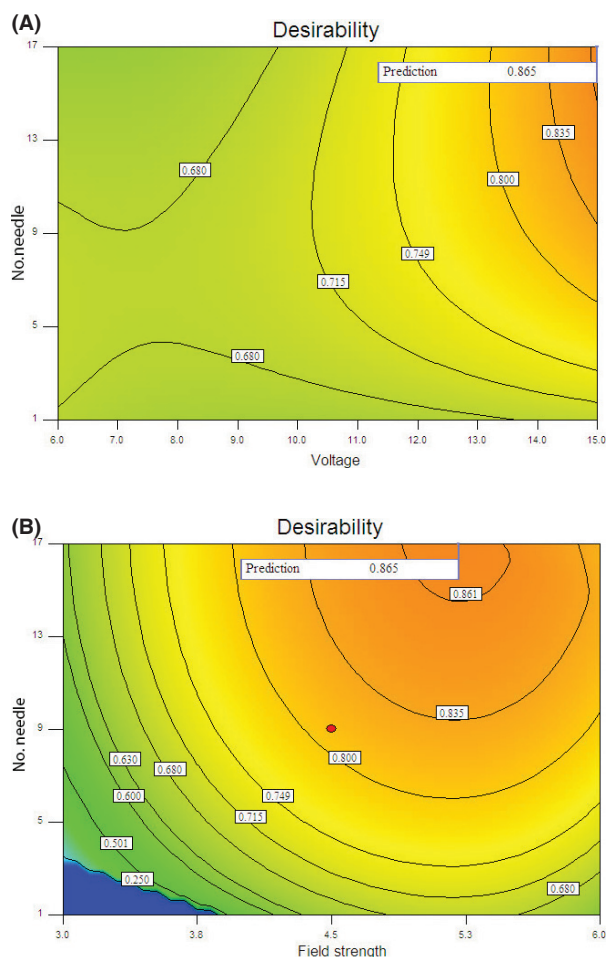 (A)
Desirability
17
Prediction 0.865
13
0.835
0.680
0.800
No.needle
9
0.749
0.715
5
0.680
1
6.0 7.0 8.0 9.0 10.0 11.0 12.0 13.0 14.0 15.0
Voltage
(B)
Desirability
17
Prediction 0.865
0.861
13
0.835
No. needle
9
0.800
0.630
0.680
0.600
0.749
0.715
5
0.501
0.250
0.680
1
3.0 3.8 4.5 5.3 6.0
Field strength